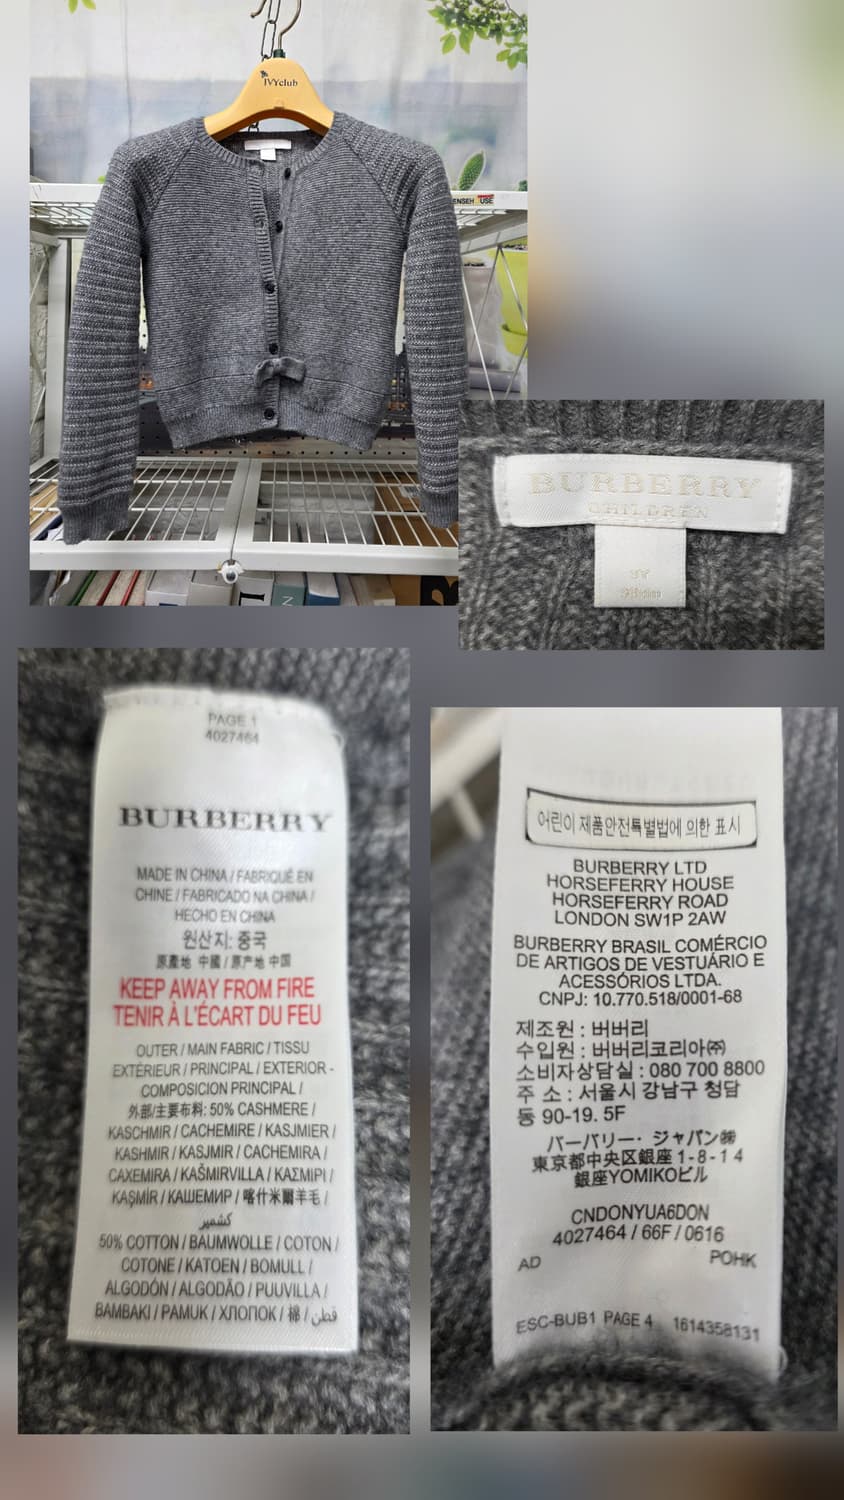 IVYclub
ENSEH USE
BURBERRY
CHILDREN
PAGE 1
4027464
BURBERRY
MADE IN CHINA / FABRIQUÉ EN
CHINE / FABRICADO NA CHINA /
HECHO EN CHINA
원산지: 중국
原產地 中國 / 原产地 中国
KEEP AWAY FROM FIRE
TENIR À L'ÉCART DU FEU
OUTER / MAIN FABRIC / TISSU
EXTÉRIEUR / PRINCIPAL / EXTERIOR -
COMPOSICION PRINCIPAL /
外部/主要布料: 50% CASHMERE /
KASCHMIR / CACHEMIRE / KASJMIER /
KASHMIR / KASJMIR / CACHEMIRA /
CAXEMIRA / KAŠMIRVILLA / ΚΑΣΜΙΡΙ /
KAŞMİR / КАШЕМИР / 喀什米爾羊毛 /
كشمير
50% COTTON / BAUMWOLLE / COTON /
COTONE / KATOEN / BOMULL /
ALGODÓN / ALGODÃO / PUUVILLA /
BAMBAKI / PAMUK / ХЛОПОК / 棉 / قطن
어린이 제품안전특별법에 의한 표시
BURBERRY LTD
HORSEFERRY HOUSE
HORSEFERRY ROAD
LONDON SW1P 2AW
BURBERRY BRASIL COMÉRCIO
DE ARTIGOS DE VESTUÁRIO E
ACESSÓRIOS LTDA.
CNPJ: 10.770.518/0001-68
제조원 : 버버리
수입원 : 버버리코리아㈜
소비자상담실 : 080 700 8800
주 소 : 서울시 강남구 청담
동 90-19. 5F
バーバリー・ジャパン㈱
東京都中央区銀座 1-8-14
銀座YOMIKOビル
CNDONYUA6DON
4027464 / 66F / 0616
AD POHK
ESC-BUB1 PAGE 4 1614358131